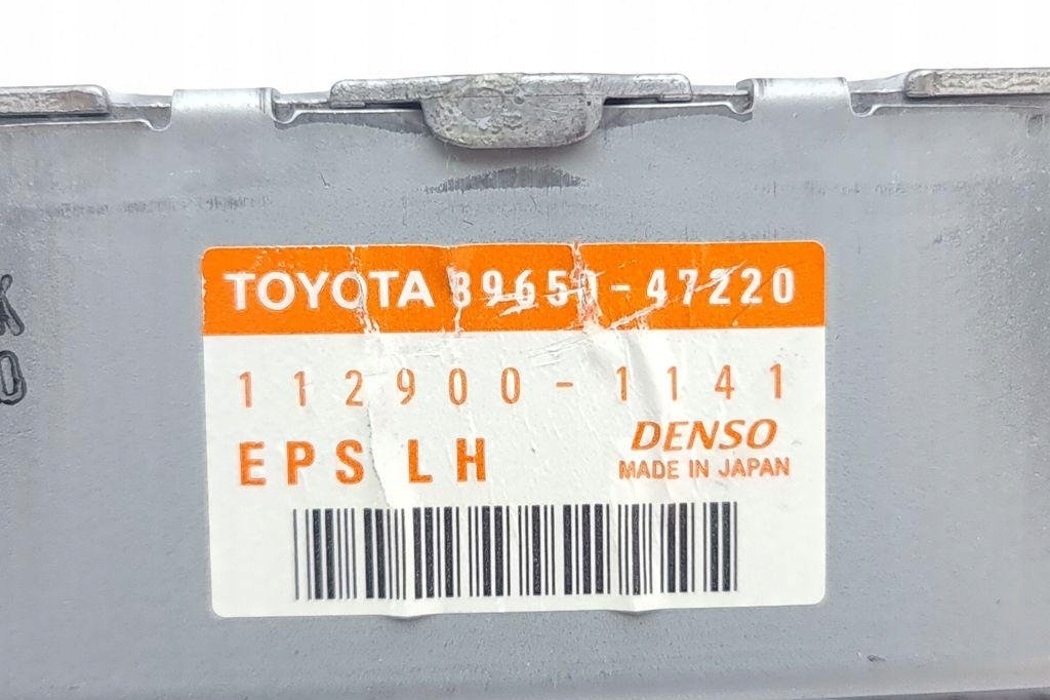 TOYOTA 89650-47220
112900-1141
EPS LH
DENSO
MADE IN JAPAN